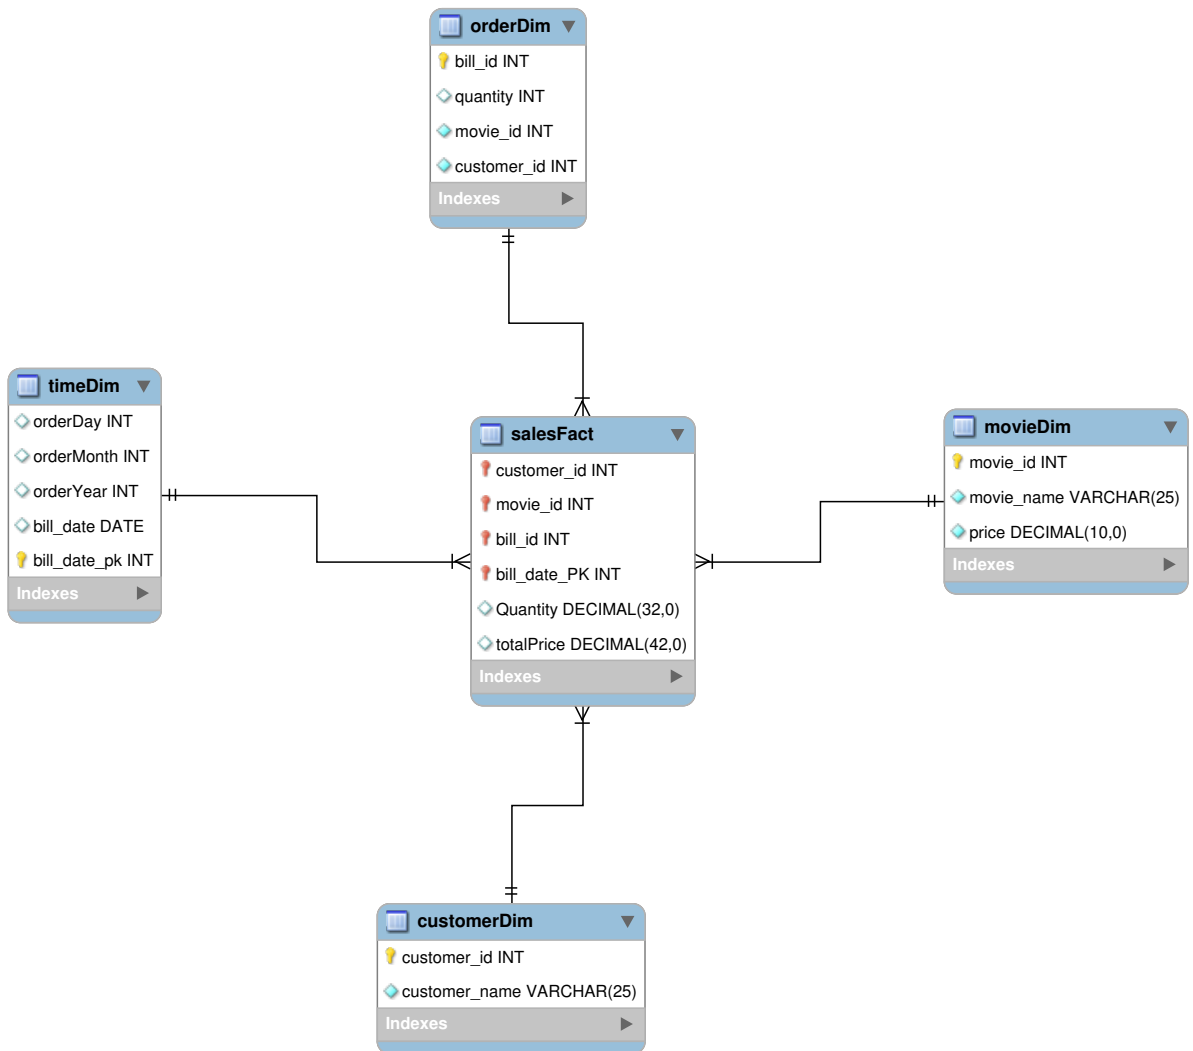 orderDim
bill_id INT
quantity INT
movie_id INT
customer_id INT
Indexes
timeDim
orderDay INT
orderMonth INT
orderYear INT
bill_date DATE
bill_date_pk INT
Indexes
salesFact
customer_id INT
movie_id INT
bill_id INT
bill_date_PK INT
Quantity DECIMAL(32,0)
totalPrice DECIMAL(42,0)
Indexes
movieDim
movie_id INT
movie_name VARCHAR(25)
price DECIMAL(10,0)
Indexes
customerDim
customer_id INT
customer_name VARCHAR(25)
Indexes